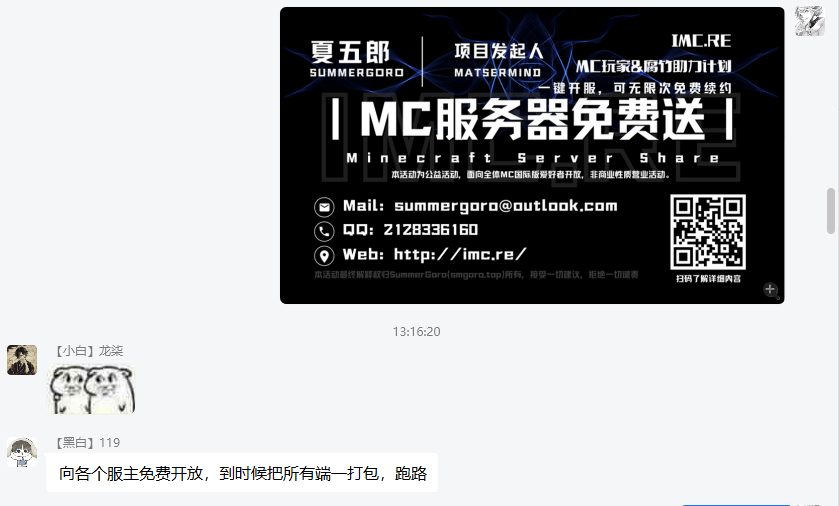 夏五郎
SUMMERGORO
项目发起人
MATSERMIND
IMC.RE
MC玩家&腐竹助力计划
一键开服，可无限次免费续约
MC服务器免费送
Minecraft Server Share
本活动为公益活动，面向全体MC国际版爱好者开放，非商业性质营业活动。
Mail: summergoro@outlook.com
QQ: 2128336160
Web: http://imc.re/
扫码了解详细内容
本活动最终解释权归SummerGoro(smgoro.top)所有，接受一切建议，拒绝一切谴责
13:16:20
【小白】龙柒
【黑白】119
向各个服主免费开放，到时候把所有端一打包，跑路